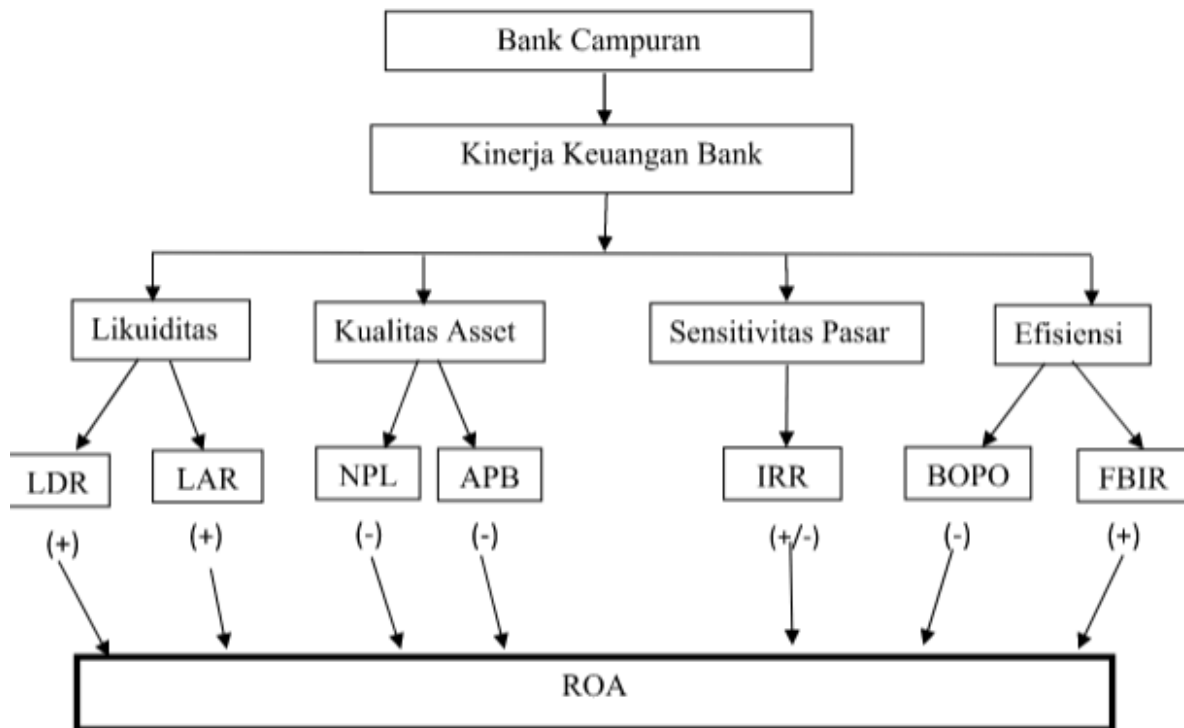 Bank Campuran
Kinerja Keuangan Bank
Likuiditas
Kualitas Asset
Sensitivitas Pasar
Efisiensi
LDR
LAR
NPL
APB
IRR
BOPO
FBIR
(+)
(+)
(-)
(-)
(+/-)
(-)
(+)
ROA